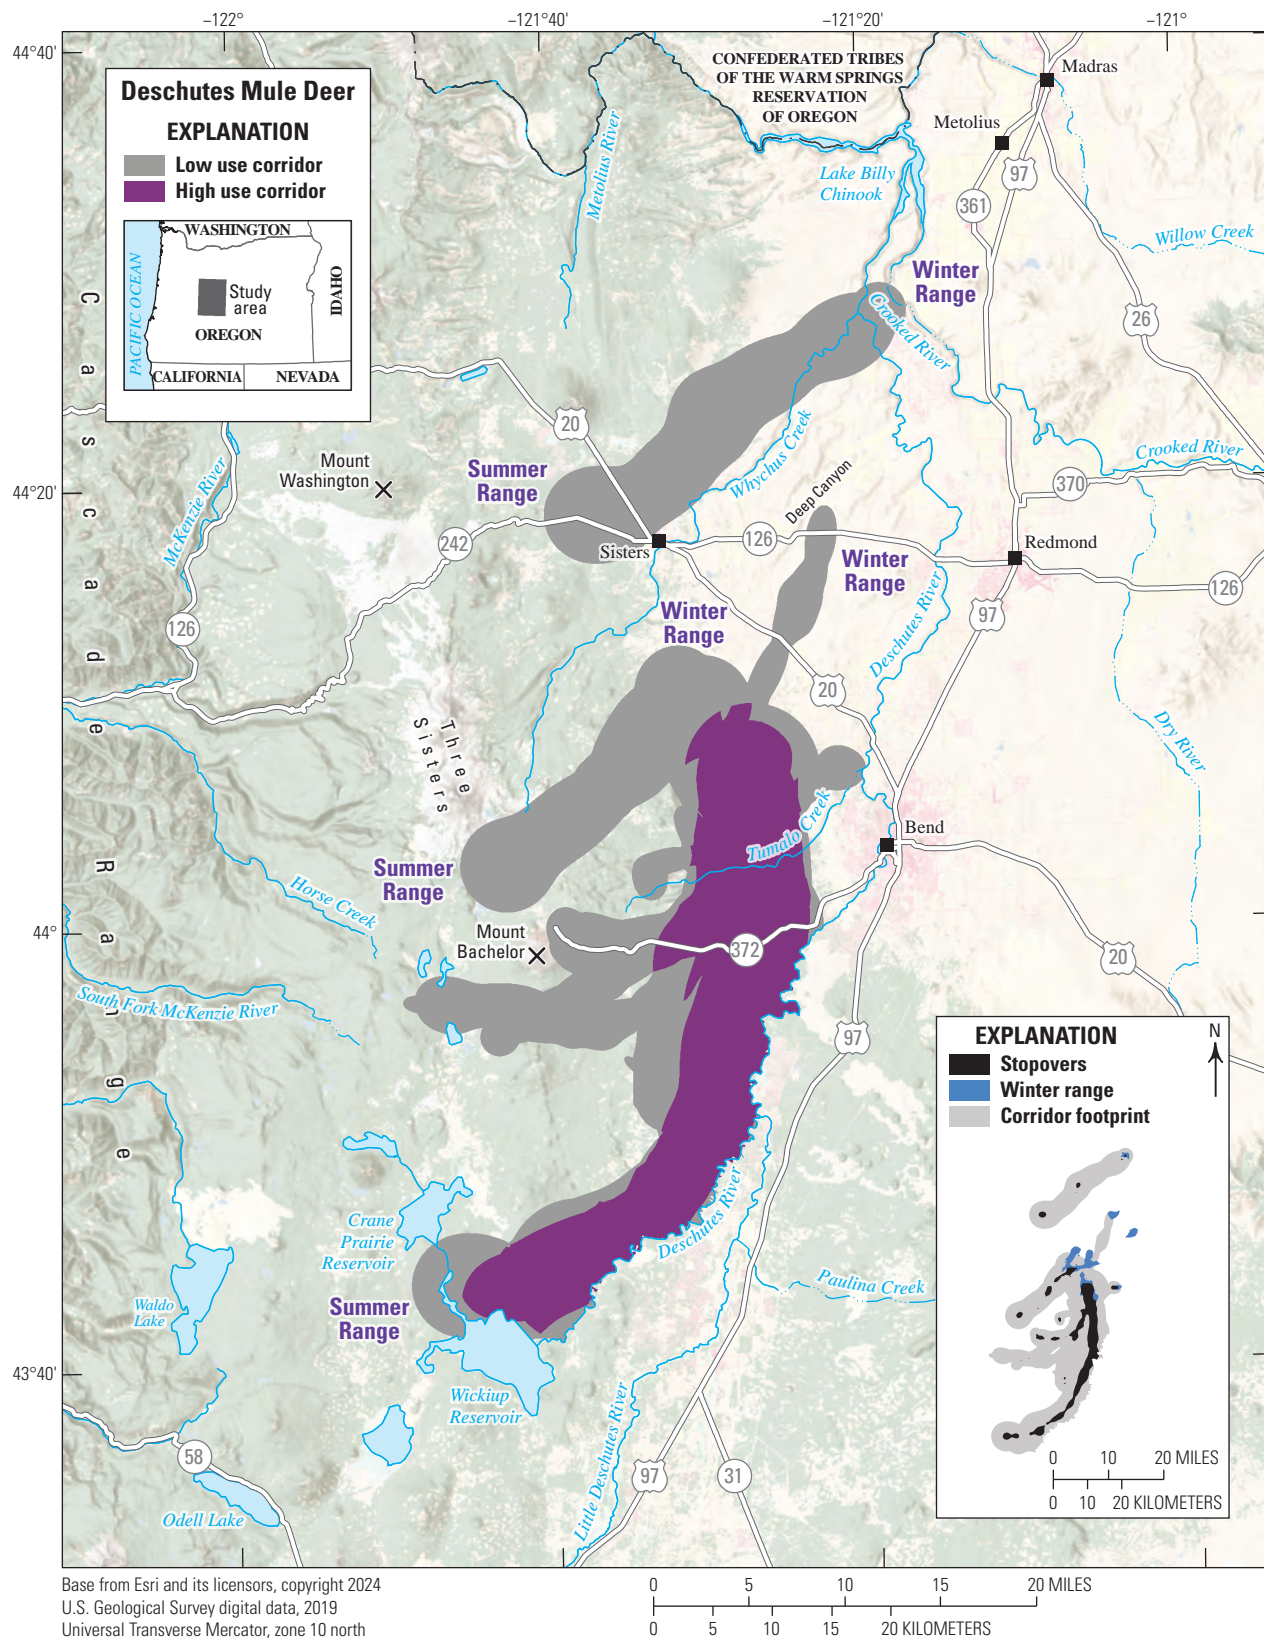 –122°
–121°40'
–121°20'
–121°
44°40'
44°20'
44°
43°40'
Deschutes Mule Deer
EXPLANATION
Low use corridor
High use corridor
WASHINGTON
PACIFIC OCEAN
IDAHO
Study
area
OREGON
CALIFORNIA
NEVADA
CONFEDERATED TRIBES
OF THE WARM SPRINGS
RESERVATION
OF OREGON
Madras
Metolius
97
361
Metolius River
Lake Billy
Chinook
Willow Creek
Winter
Range
26
Crooked River
Cascade Range
20
Whychus Creek
Crooked River
Mount
Washington
Summer
Range
McKenzie River
370
Deep Canyon
242
Sisters
126
Redmond
Winter
Range
126
97
Winter
Range
126
Deschutes River
20
Three
Sisters
Dry River
Tumalo Creek
Bend
Summer
Range
Horse Creek
Mount
Bachelor
372
20
South Fork McKenzie River
97
EXPLANATION
N
Stopovers
Winter range
Corridor footprint
Crane
Prairie
Reservoir
Deschutes River
Paulina Creek
Waldo
Lake
Summer
Range
Wickiup
Reservoir
Little Deschutes River
58
97
31
Odell Lake
0 10 20 MILES
0 10 20 KILOMETERS
Base from Esri and its licensors, copyright 2024
U.S. Geological Survey digital data, 2019
Universal Transverse Mercator, zone 10 north
0 5 10 15 20 MILES
0 5 10 15 20 KILOMETERS